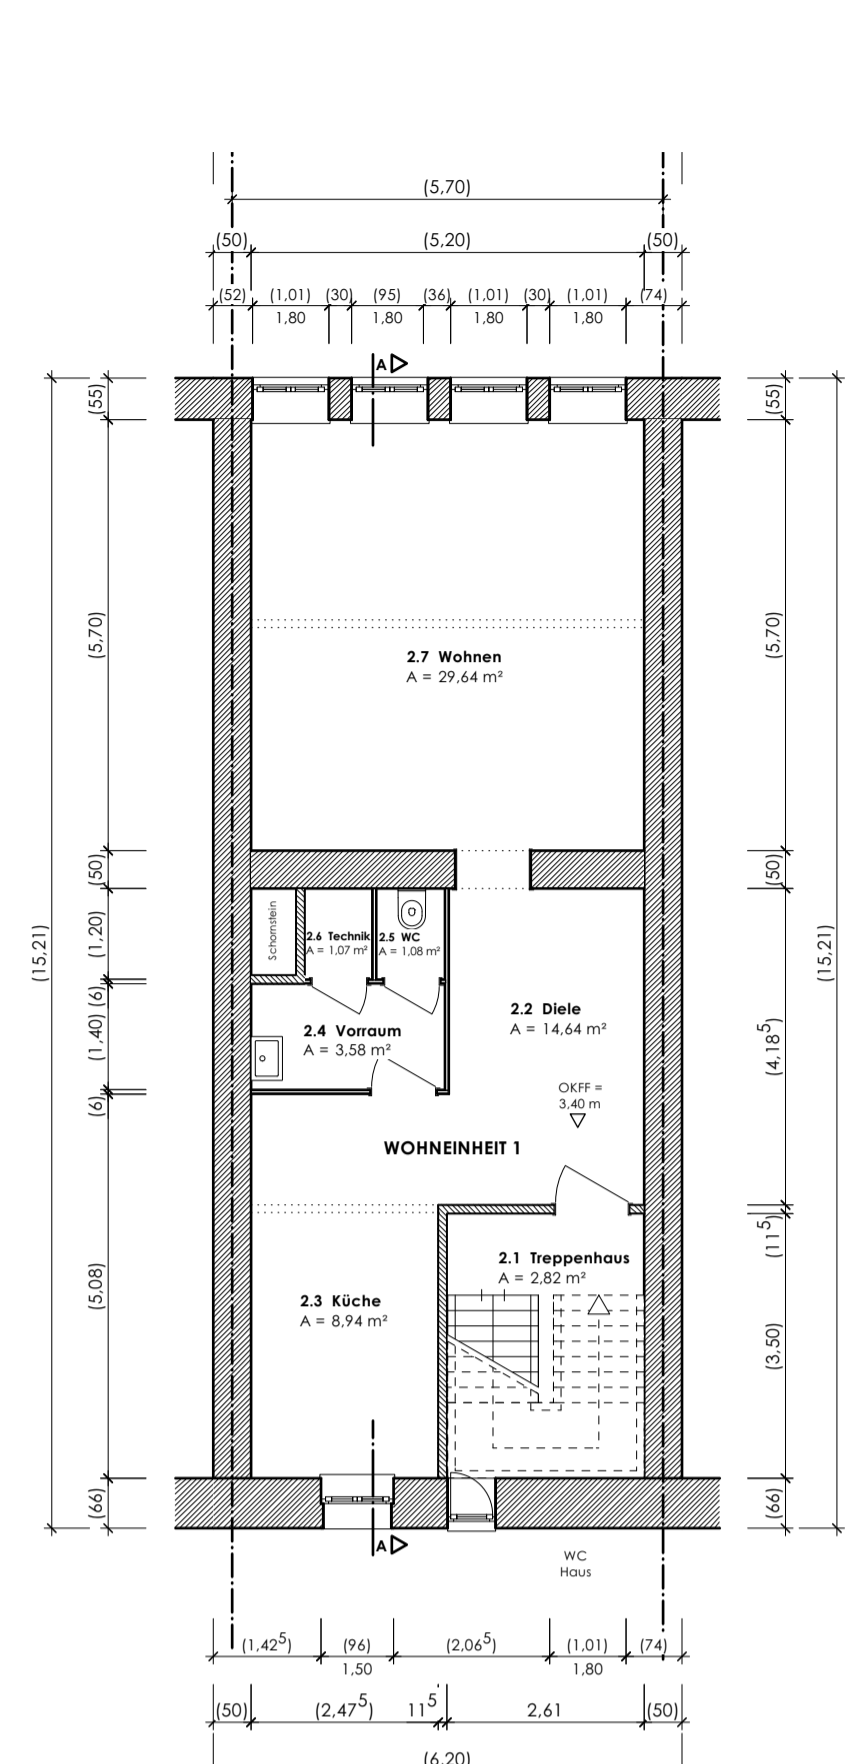 (5,70)
(50) (5,20) (50)
(52) (1,01) (30) (95) (36) (1,01) (30) (1,01) (74)
1,80 1,80 1,80 1,80
A
(55) (55)
(5,70) (5,70)
2.7 Wohnen
A = 29,64 m²
(50) (50)
(15,21) (15,21)
(1,20)
Schornstein
2.6 Technik
A = 1,07 m²
2.5 WC
A = 1,08 m²
(6)
(1,40)
2.4 Vorraum
A = 3,58 m²
2.2 Diele
A = 14,64 m²
(4,18⁵)
(6)
OKFF =
3,40 m
WOHNEINHEIT 1
(11⁵)
2.1 Treppenhaus
A = 2,82 m²
(5,08)
2.3 Küche
A = 8,94 m²
(3,50)
(66) (66)
A
WC
Haus
(1,42⁵) (96) (2,06⁵) (1,01) (74)
1,50 1,80
(50) (2,47⁵) 11⁵ 2,61 (50)
(6,20)